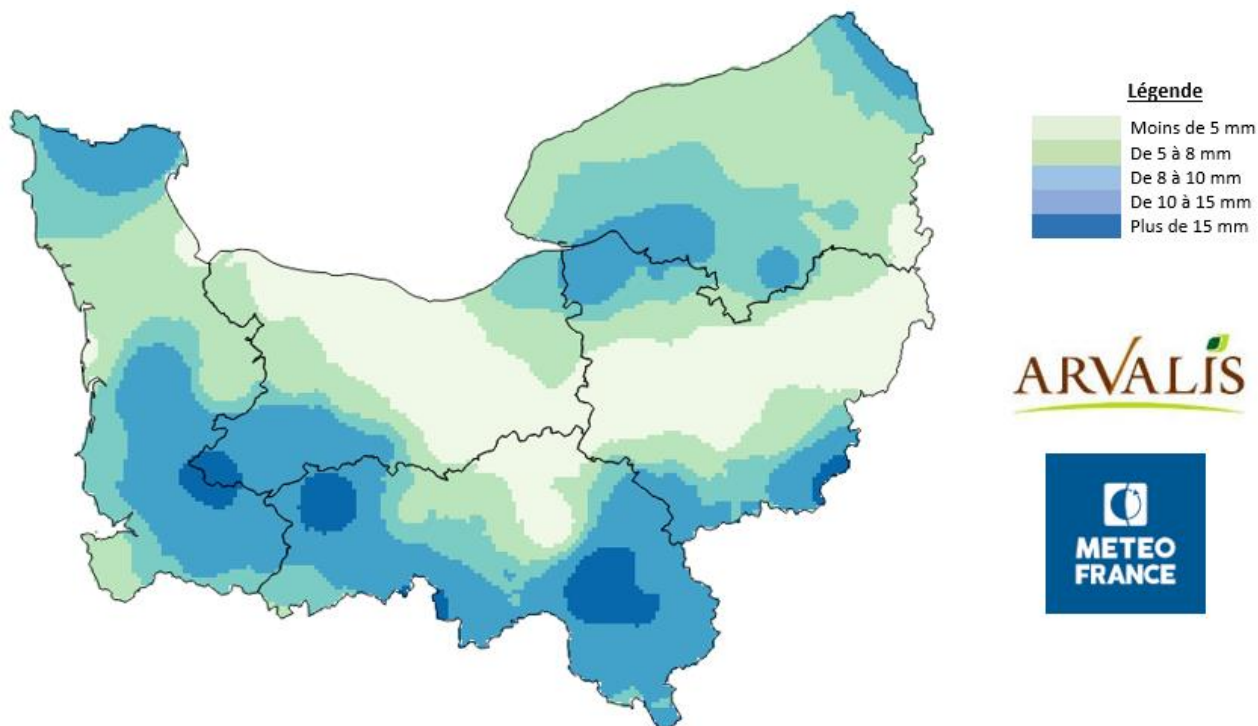 Légende
Moins de 5 mm
De 5 à 8 mm
De 8 à 10 mm
De 10 à 15 mm
Plus de 15 mm
ARVALIS
METEO
FRANCE